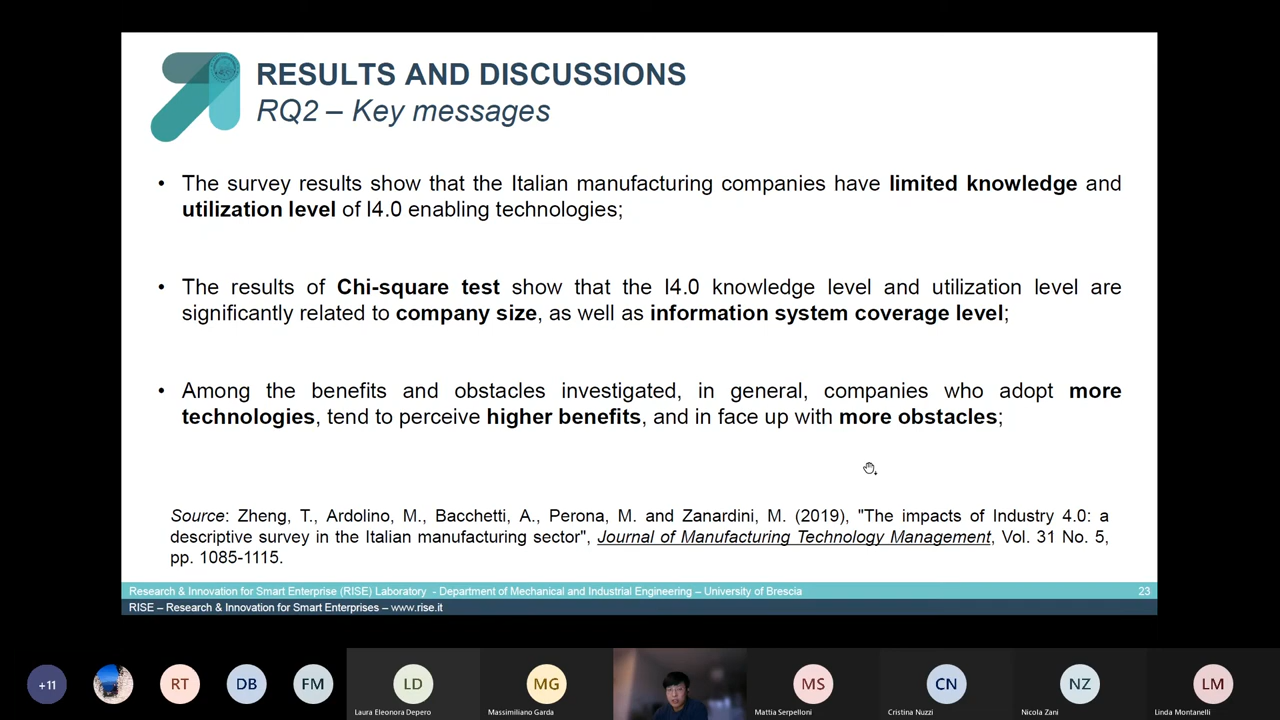 RESULTS AND DISCUSSIONS
RQ2 – Key messages
• The survey results show that the Italian manufacturing companies have limited knowledge and
utilization level of I4.0 enabling technologies;
• The results of Chi-square test show that the I4.0 knowledge level and utilization level are
significantly related to company size, as well as information system coverage level;
• Among the benefits and obstacles investigated, in general, companies who adopt more
technologies, tend to perceive higher benefits, and in face up with more obstacles;
Source: Zheng, T., Ardolino, M., Bacchetti, A., Perona, M. and Zanardini, M. (2019), "The impacts of Industry 4.0: a
descriptive survey in the Italian manufacturing sector", Journal of Manufacturing Technology Management, Vol. 31 No. 5,
pp. 1085-1115.
Research & Innovation for Smart Enterprise (RISE) Laboratory - Department of Mechanical and Industrial Engineering – University of Brescia 23
RISE – Research & Innovation for Smart Enterprises – www.rise.it
+11 RT DB FM LD MG MS CN NZ LM
Laura Eleonora Depero Massimiliano Garda Mattia Serpelloni Cristina Nuzzi Nicola Zani Linda Montanelli